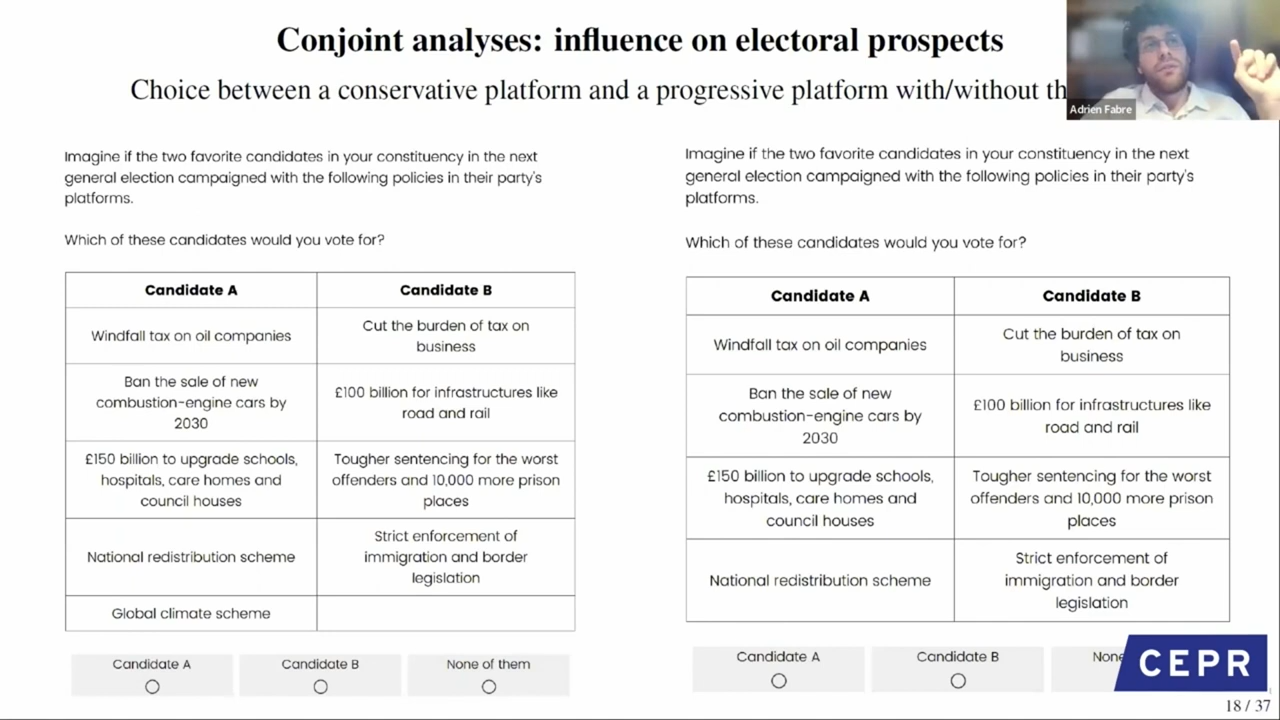 Conjoint analyses: influence on electoral prospects
Choice between a conservative platform and a progressive platform with/without
Adrien Fabre
Imagine if the two favorite candidates in your constituency in the next
general election campaigned with the following policies in their party's
platforms.
Which of these candidates would you vote for?
Candidate A
Candidate B
Windfall tax on oil companies
Cut the burden of tax on
business
Ban the sale of new
combustion-engine cars by
2030
£100 billion for infrastructures like
road and rail
£150 billion to upgrade schools,
hospitals, care homes and
council houses
Tougher sentencing for the worst
offenders and 10,000 more prison
places
National redistribution scheme
Strict enforcement of
immigration and border
legislation
Global climate scheme
Candidate A
Candidate B
None of them
Imagine if the two favorite candidates in your constituency in the next
general election campaigned with the following policies in their party's
platforms.
Which of these candidates would you vote for?
Candidate A
Candidate B
Windfall tax on oil companies
Cut the burden of tax on
business
Ban the sale of new
combustion-engine cars by
2030
£100 billion for infrastructures like
road and rail
£150 billion to upgrade schools,
hospitals, care homes and
council houses
Tougher sentencing for the worst
offenders and 10,000 more prison
places
National redistribution scheme
Strict enforcement of
immigration and border
legislation
Candidate A
Candidate B
None
CEPR
18 / 37